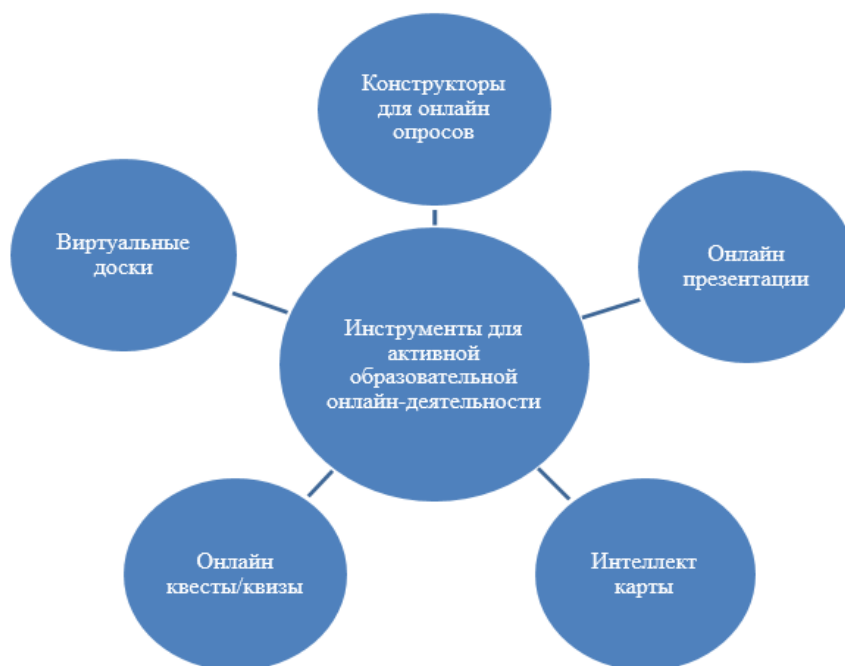 Конструкторы
для онлайн
опросов
Виртуальные
доски
Онлайн
презентации
Инструменты для
активной
образовательной
онлайн-деятельности
Онлайн
квесты/квизы
Интеллект
карты